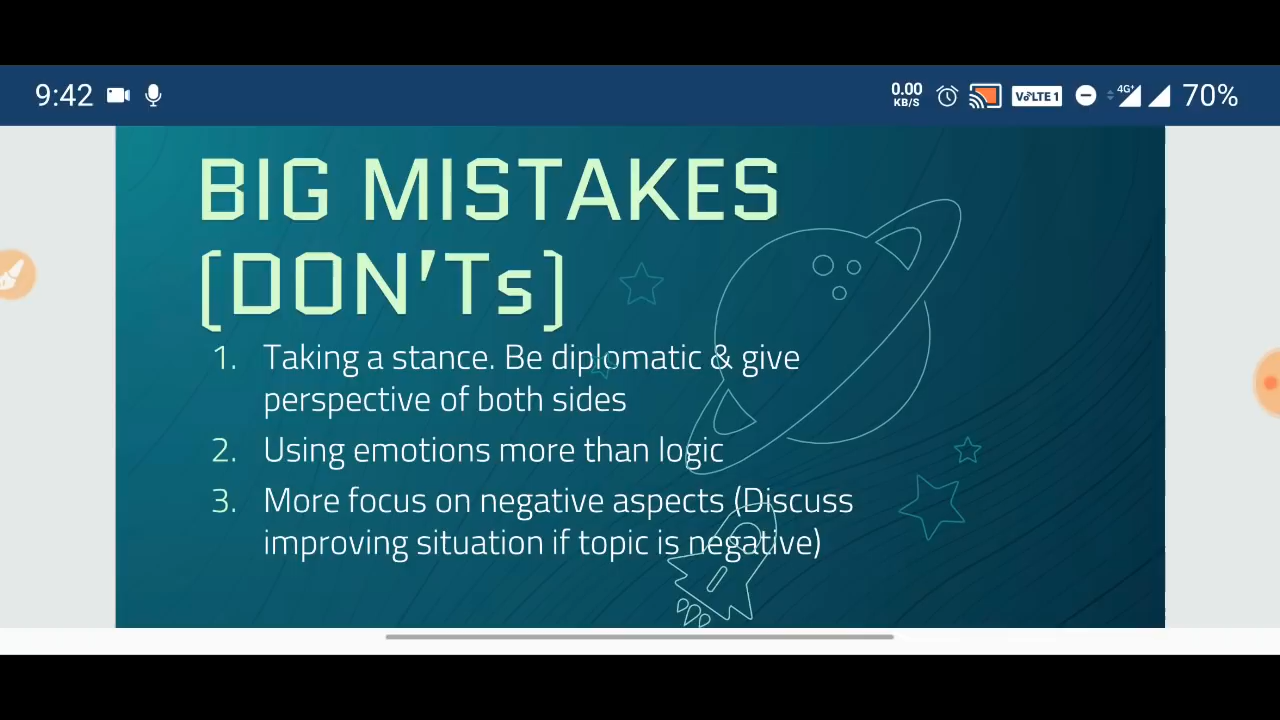 9:42
0.00
KB/S
VoLTE 1
4G+
70%
BIG MISTAKES
(DON'Ts)
1. Taking a stance. Be diplomatic & give
perspective of both sides
2. Using emotions more than logic
3. More focus on negative aspects (Discuss
improving situation if topic is negative)